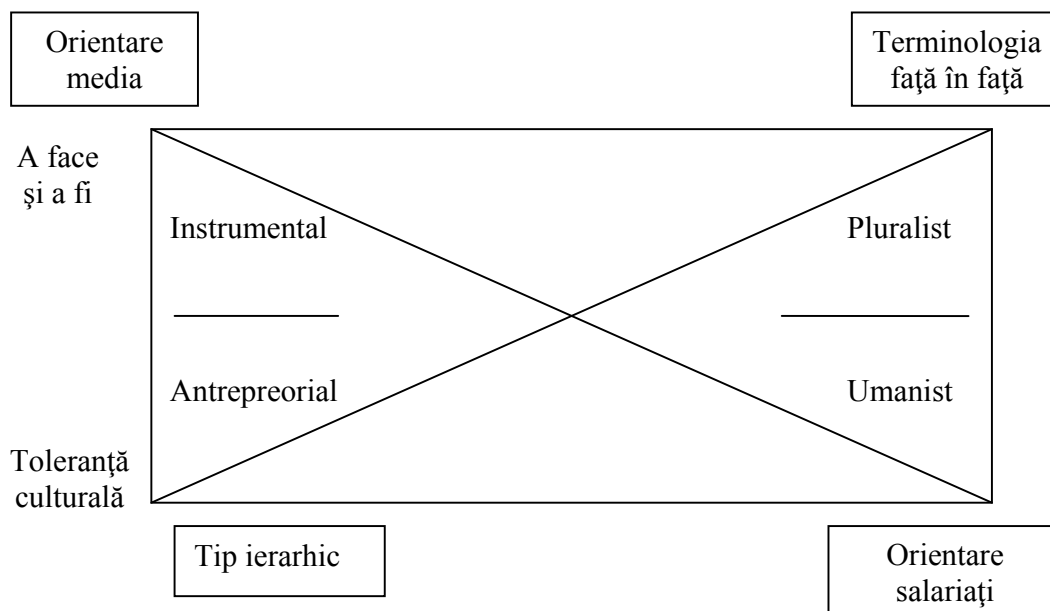 Orientare
media
Terminologia
faţă în faţă
A face
şi a fi
Instrumental
Pluralist
Antrepreorial
Umanist
Toleranţă
culturală
Tip ierarhic
Orientare
salariaţi